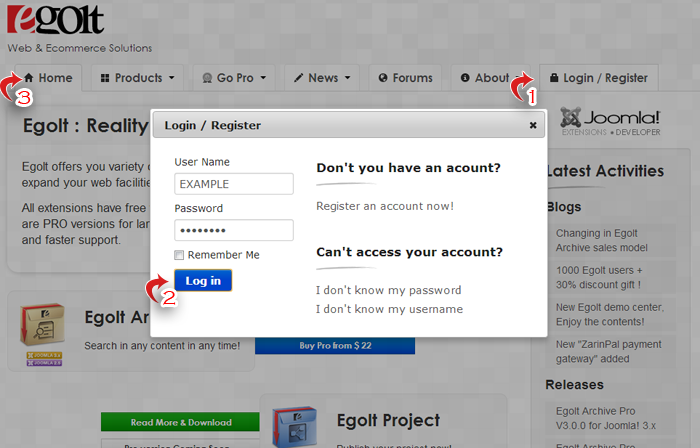 egolt
Web & Ecommerce Solutions
3
Home
Products
Go Pro
News
Forums
About
1
Login / Register
Egolt : Reality
Login / Register
Joomla!
EXTENSIONS • DEVELOPER
Egolt offers you variety
expand your web facilitie
All extensions have free
are PRO versions for lar
and faster support.
User Name
EXAMPLE
Password
Remember Me
2
Log in
Don't you have an acount?
Register an account now!
Can't access your account?
I don't know my password
I don't know my username
Latest Activities
Blogs
Changing in Egolt
Archive sales model
1000 Egolt users +
30% discount gift !
New Egolt demo center,
Enjoy the contents!
New "ZarinPal payment
gateway" added
Releases
Egolt Archive Pro
V3.0.0 for Joomla! 3.x
Egolt Ar
Search in any content in any time!
Buy Pro from $ 22
Read More & Download
Pro version Coming Soon
Egolt Project
Publish your project now!